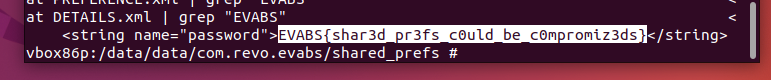 at PREFERENCE.xml | grep "EVABS" <
at DETAILS.xml | grep "EVABS" <
<string name="password">EVABS{shar3d_pr3fs_c0uld_be_c0mpromiz3ds}</string>
vbox86p:/data/data/com.revo.evabs/shared_prefs #